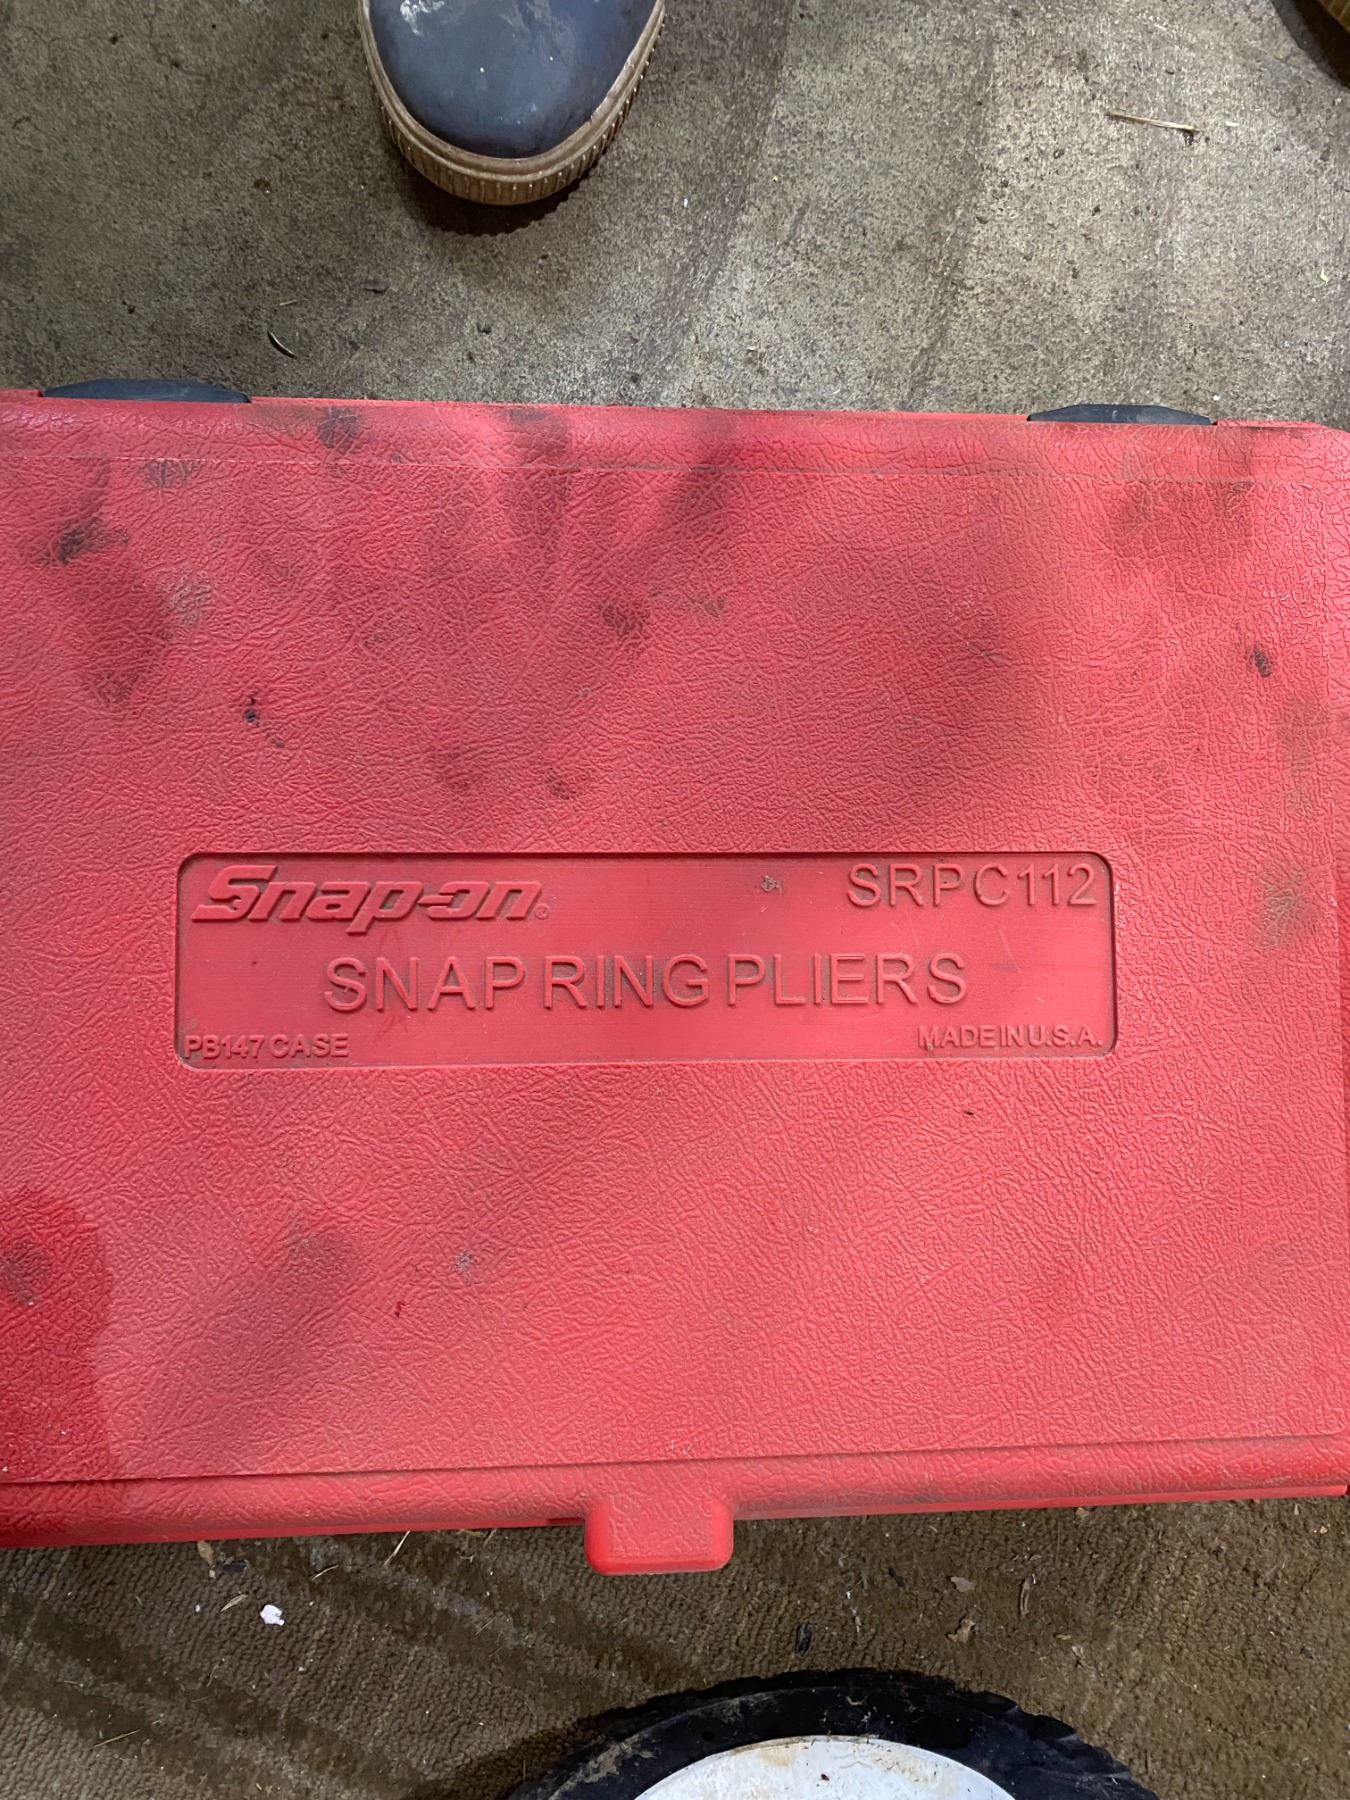 Snap-on® SRPC112
SNAP RING PLIERS
PB147 CASE MADE IN U.S.A.